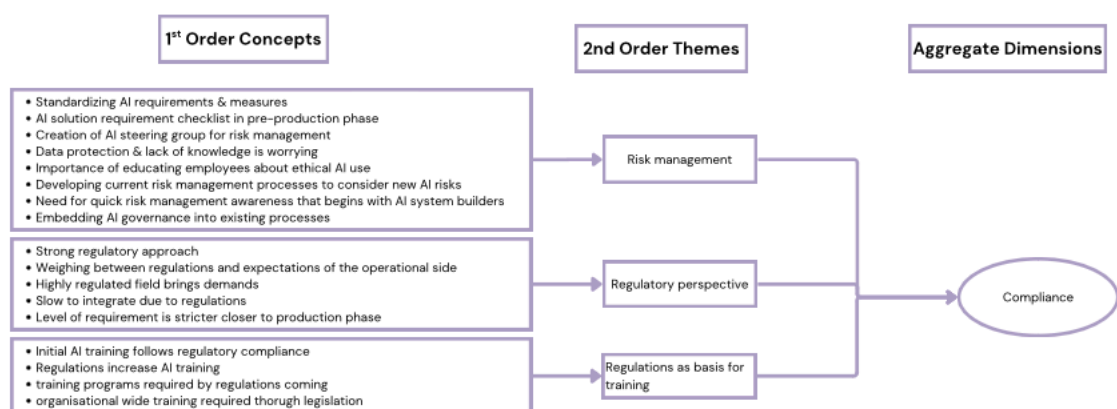 1st Order Concepts
2nd Order Themes
Aggregate Dimensions
• Standardizing AI requirements & measures
• AI solution requirement checklist in pre-production phase
• Creation of AI steering group for risk management
• Data protection & lack of knowledge is worrying
• Importance of educating employees about ethical AI use
• Developing current risk management processes to consider new AI risks
• Need for quick risk management awareness that begins with AI system builders
• Embedding AI governance into existing processes
Risk management
• Strong regulatory approach
• Weighing between regulations and expectations of the operational side
• Highly regulated field brings demands
• Slow to integrate due to regulations
• Level of requirement is stricter closer to production phase
Regulatory perspective
Compliance
• Initial AI training follows regulatory compliance
• Regulations increase AI training
• training programs required by regulations coming
• organisational wide training required thorugh legislation
Regulations as basis for
training